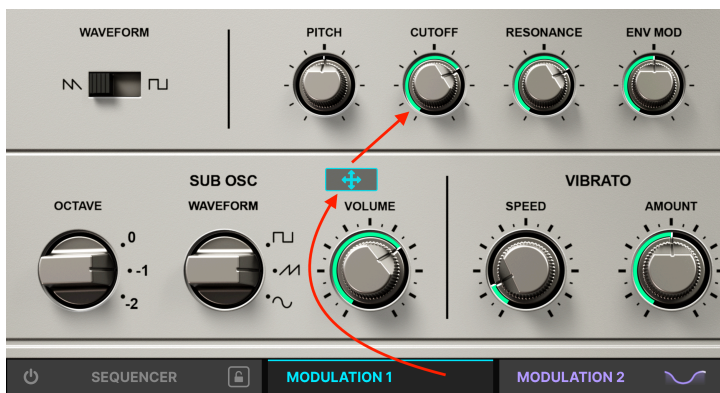 WAVEFORM
PITCH
CUTOFF
RESONANCE
ENV MOD
SUB OSC
VIBRATO
OCTAVE
WAVEFORM
VOLUME
SPEED
AMOUNT
0
-1
-2
SEQUENCER
MODULATION 1
MODULATION 2